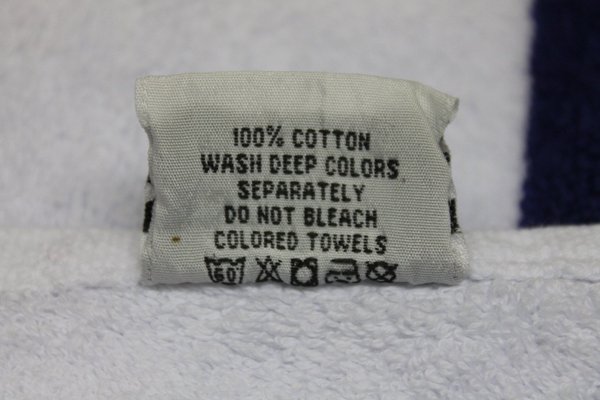 100% COTTON
WASH DEEP COLORS
SEPARATELY
DO NOT BLEACH
COLORED TOWELS
60°